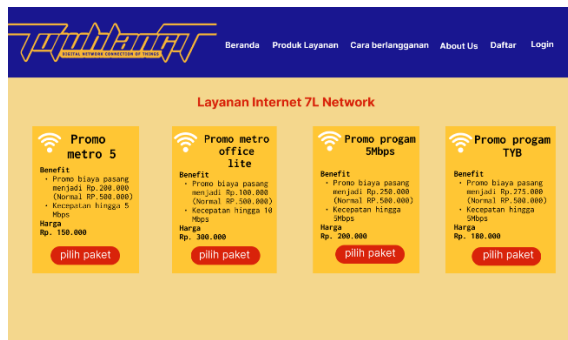 Tujuhlangit
DIGITAL NETWORK CONNECTION OF THINGS
Beranda Produk Layanan Cara berlangganan About Us Daftar Login
Layanan Internet 7L Network
Promo
metro 5
Benefit
• Promo biaya pasang
menjadi Rp.200.000
(Normal RP.500.000)
• Kecepatan hingga 5
Mbps
Harga
Rp. 150.000
pilih paket
Promo metro
office
lite
Benefit
• Promo biaya pasang
menjadi Rp.100.000
(Normal RP.500.000)
• Kecepatan hingga 10
Mbps
Harga
Rp. 300.000
pilih paket
Promo progam
5Mbps
Benefit
• Promo biaya pasang
menjadi Rp.250.000
(Normal RP.500.000)
• Kecepatan hingga
5Mbps
Harga
Rp. 200.000
pilih paket
Promo progam
TYB
Benefit
• Promo biaya pasang
menjadi Rp.275.000
(Normal RP.500.000)
• Kecepatan hingga
5Mbps
Harga
Rp. 180.000
pilih paket